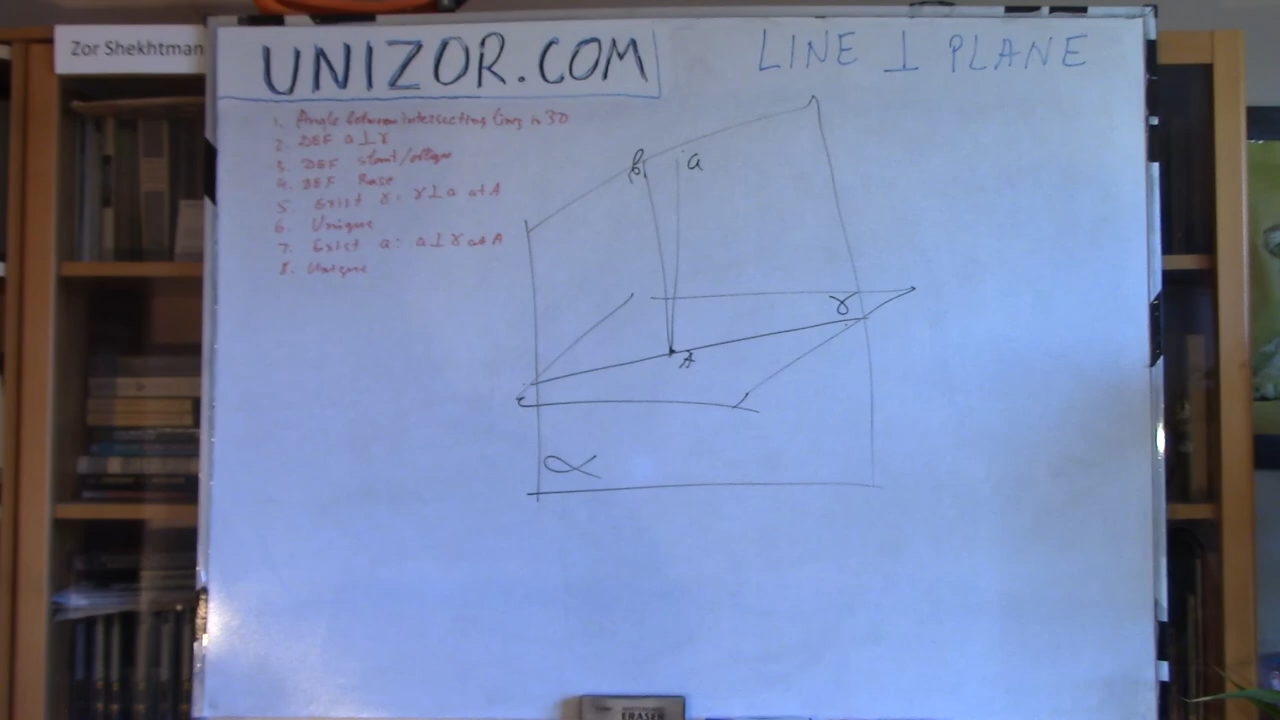 Zor Shekhtman
UNIZOR.COM
LINE ⊥ PLANE
1. Angle between intersecting lines in 3D
2. DEF a ⊥ γ
3. DEF slant/oblique
4. DEF Base
5. Exist γ: γ ⊥ a at A
6. Unique
7. Exist a: a ⊥ γ at A
8. Unique
β a
γ
A
α
ERASER